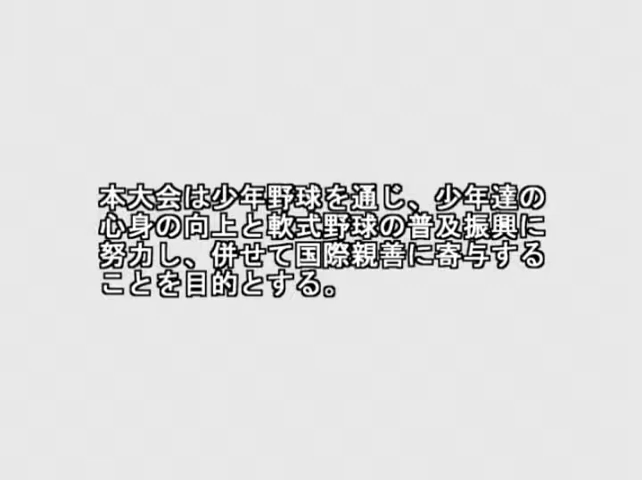 本大会は少年野球を通じ、少年達の
心身の向上と軟式野球の普及振興に
努力し、併せて国際親善に寄与する
ことを目的とする。